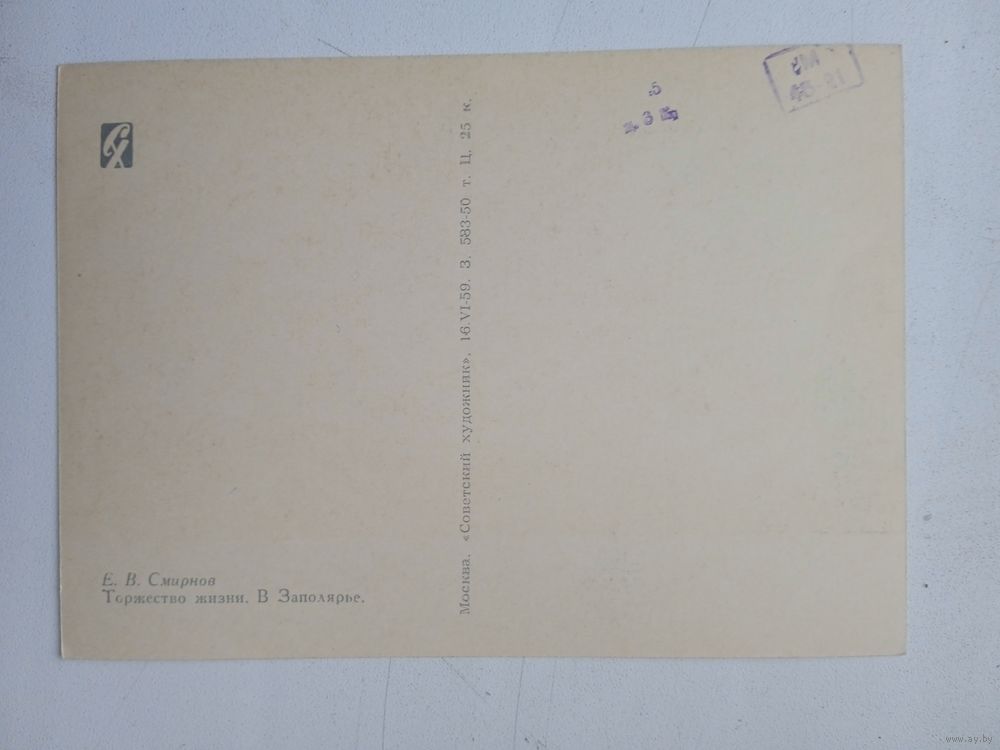 СХ
Е. В. Смирнов
Торжество жизни. В Заполярье.
Москва. «Советский художник». 16.VI-59. З. 583-50 т. Ц. 25 к.
www.ay.by